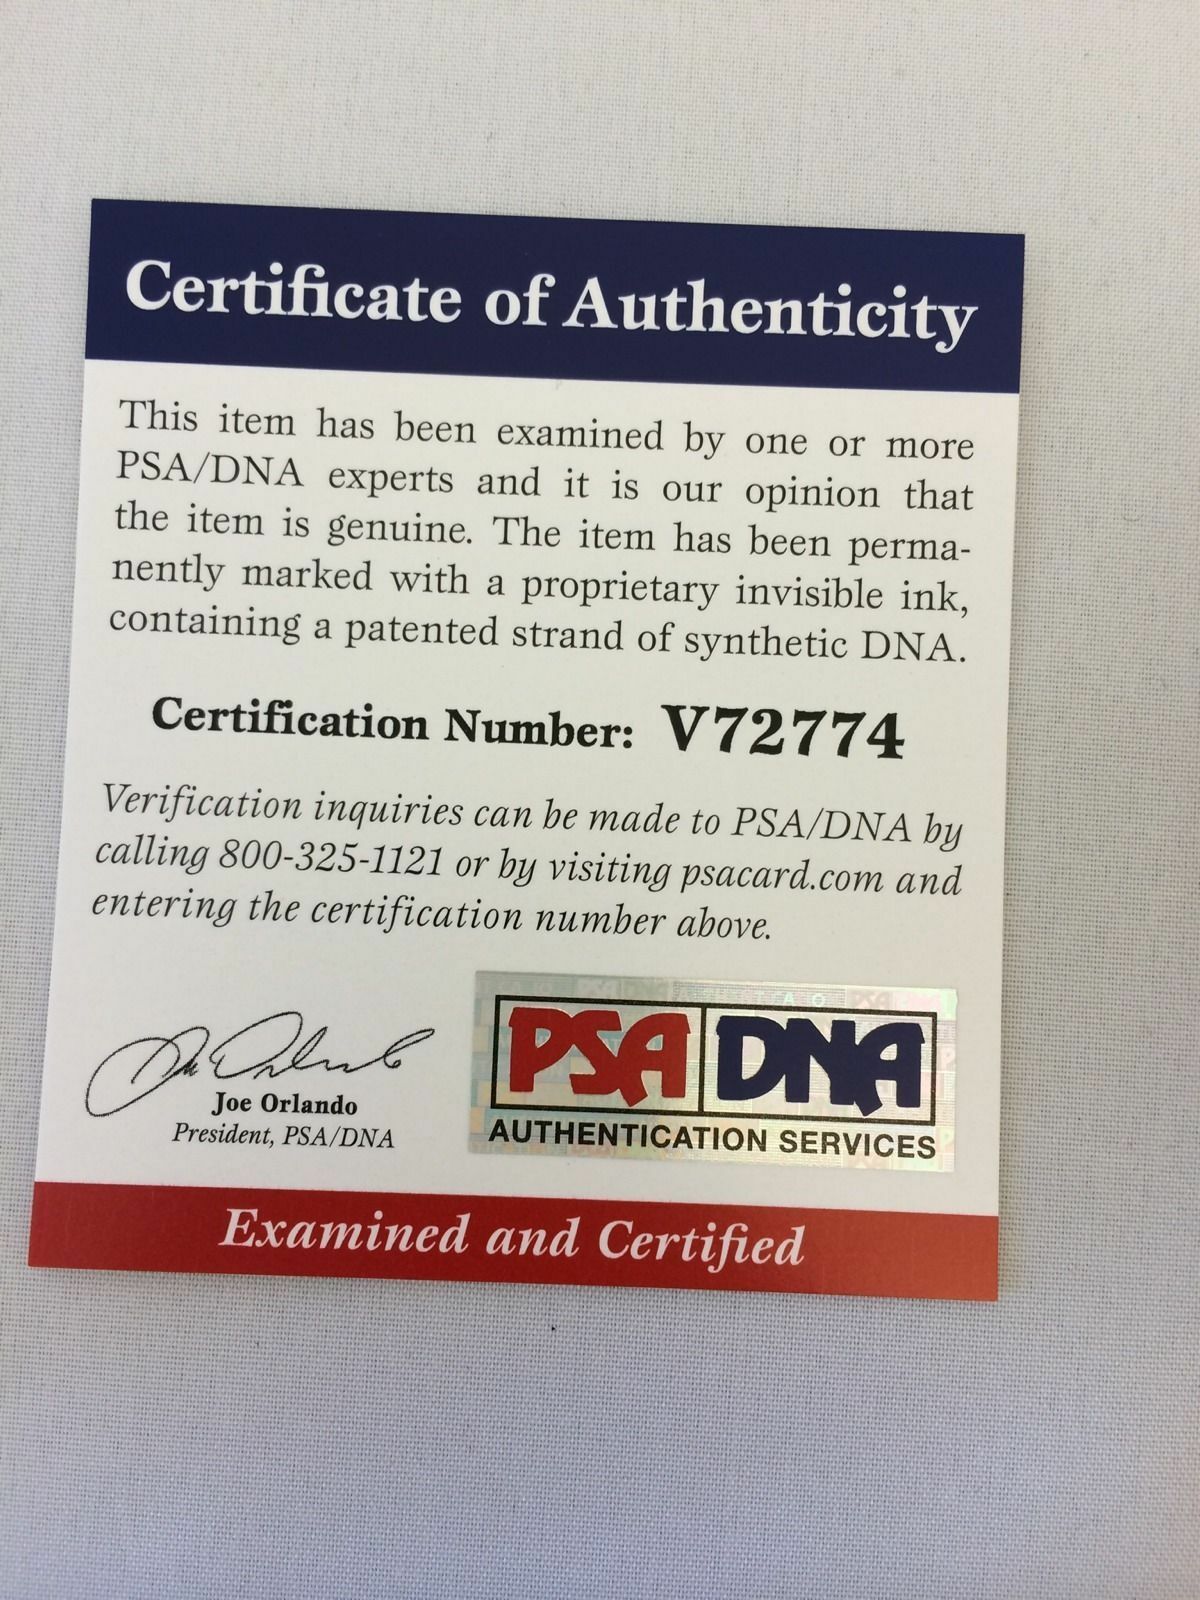 Certificate of Authenticity
This item has been examined by one or more
PSA/DNA experts and it is our opinion that
the item is genuine. The item has been perma-
nently marked with a proprietary invisible ink,
containing a patented strand of synthetic DNA.
Certification Number: V72774
Verification inquiries can be made to PSA/DNA by
calling 800-325-1121 or by visiting psacard.com and
entering the certification number above.
Joe Orlando
President, PSA/DNA
PSA DNA
AUTHENTICATION SERVICES
Examined and Certified